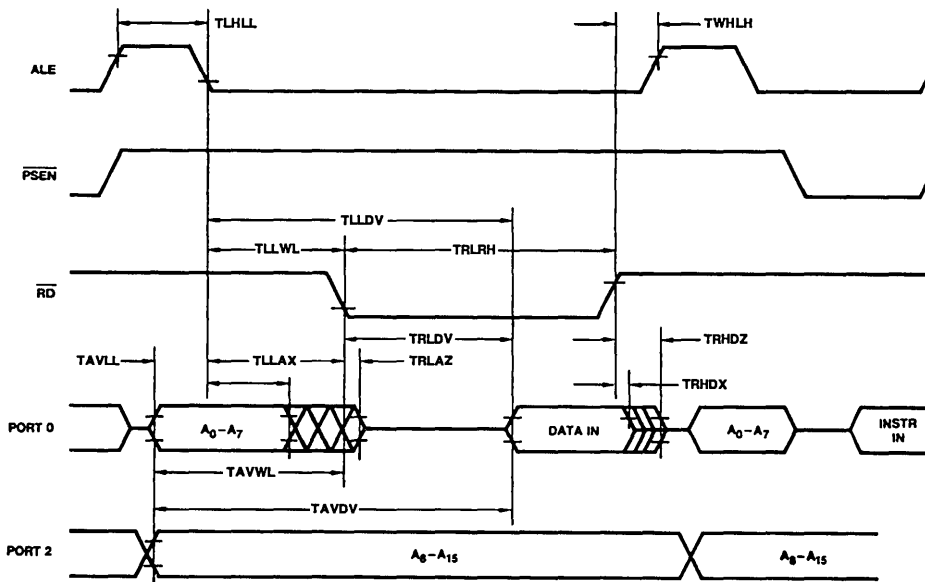 TLHLL
TWHLH
ALE
PSEN
TLLDV
TLLWL
TRLRH
RD
TRLDV
TRHDZ
TAVLL
TLLAX
TRLAZ
TRHDX
PORT 0
A0–A7
DATA IN
A0–A7
INSTR
IN
TAVWL
TAVDV
PORT 2
A8–A15
A8–A15